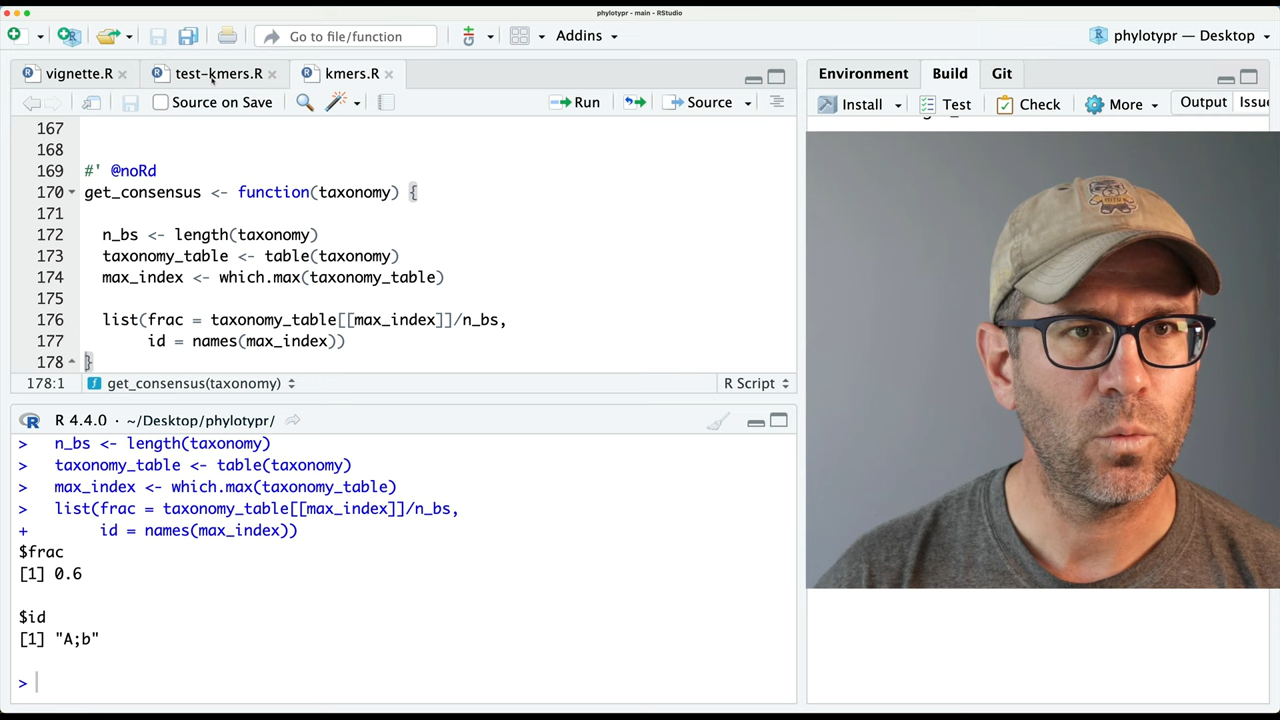 phylotypr - main - RStudio
Go to file/function
Addins
phylotypr — Desktop
vignette.R
test-kmers.R
kmers.R
Source on Save
Run
Source
Environment
Build
Git
Install
Test
Check
More
Output
Issue
167
168
169 #' @noRd
170 get_consensus <- function(taxonomy) {
171
172 n_bs <- length(taxonomy)
173 taxonomy_table <- table(taxonomy)
174 max_index <- which.max(taxonomy_table)
175
176 list(frac = taxonomy_table[[max_index]]/n_bs,
177 id = names(max_index))
178 }
178:1
get_consensus(taxonomy)
R Script
R 4.4.0 · ~/Desktop/phylotypr/
> n_bs <- length(taxonomy)
> taxonomy_table <- table(taxonomy)
> max_index <- which.max(taxonomy_table)
> list(frac = taxonomy_table[[max_index]]/n_bs,
+ id = names(max_index))
$frac
[1] 0.6
$id
[1] "A;b"
>